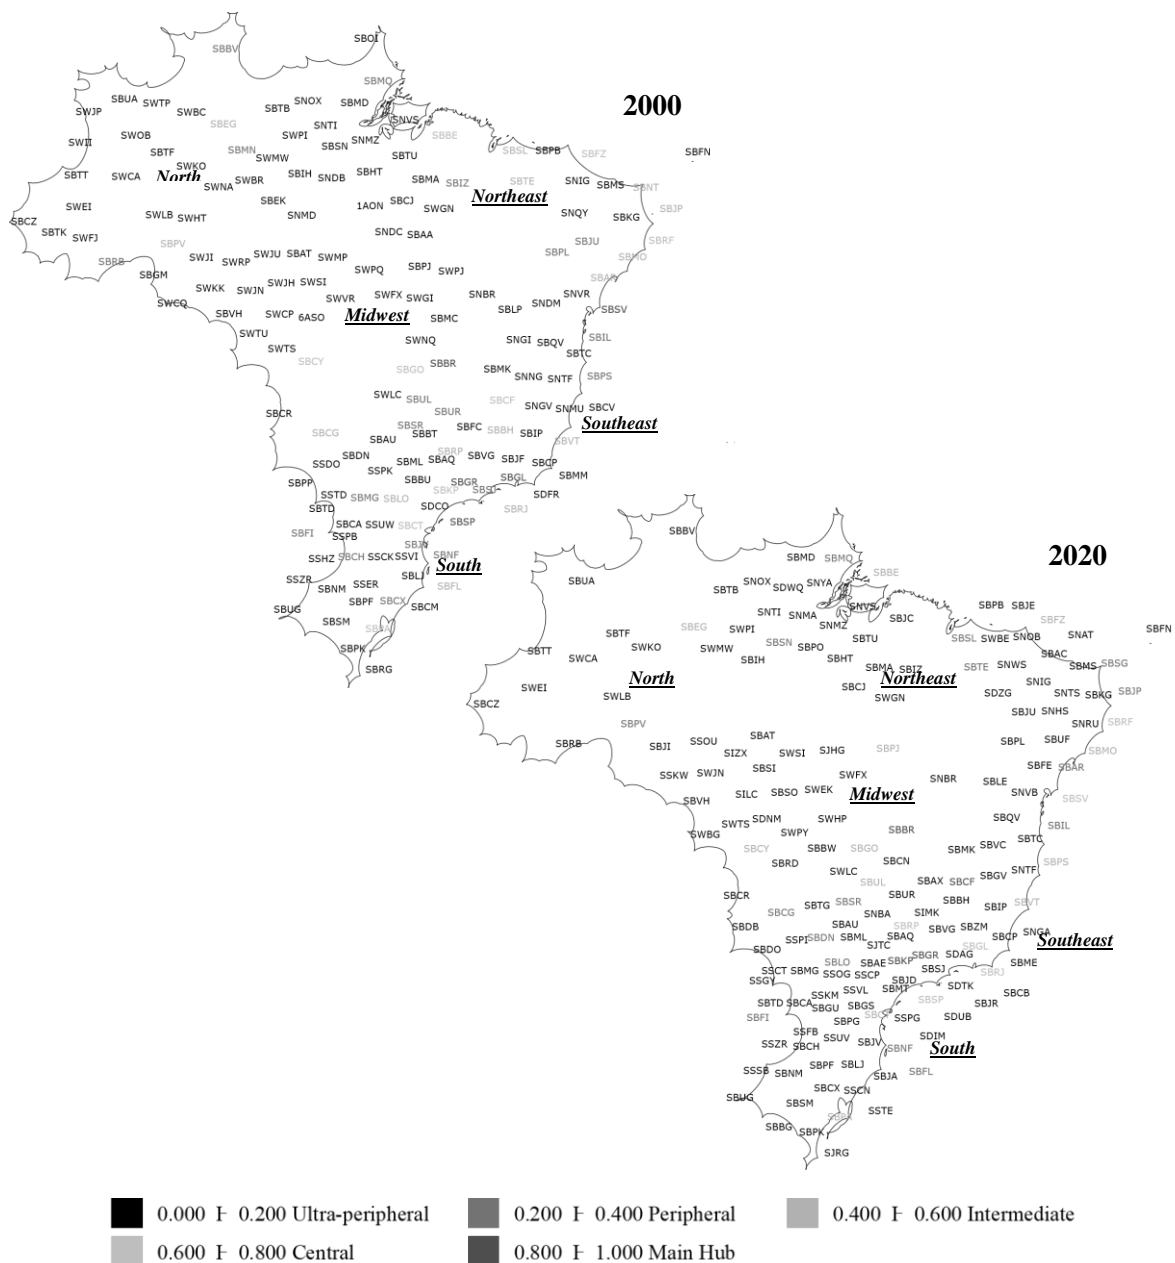 SBOI
SBBV
2000
SBMQ
SBUA SWTP SNOX SBMD
SWJP SWBC SBTB
SNVS
SBEG SNTI
SWII SWOB SWPI SBBE
SBSN SNMZ
SBTF SBMN SBTU SBSL SBPB SBFZ SBFN
SWMW
SWKO
SBTT SWCA North SBIH SNDB SBHT
SWNA SWBR SBMA SBIZ SBTE SNIG SBMS SBNT
Northeast
SWEI SBEK 1AON SBCJ SWGN SBJP
SBCZ SWLB SWHT SNMD SNQY SBKG
SBTK SWFJ SNDC SBAA
SBPV SBPL SBJU SBRF
SBRB SWJI SWRP SWJU SBAT SWMP SBMO
SBGM SWPQ SBPJ SWPJ
SWKK SWJN SWJH SWSI SBAR
SWCQ SWVR SWFX SWGI SNBR SNDM SNVR
SBVH SWCP 6ASO Midwest SBMC SBLP SBSV
SWTU SWNQ SNGI SBQV SBIL
SWTS SBTC
SBCY SBGO SBBR SBMK
SNNG SNTF SBPS
SWLC SBUL SBCF
SBCR SBUR SNGV SNMU SBCV
SBCG SBSR SBBT SBFC SBBH SBIP Southeast
SBAU SBVT
SBDN SBML SBAQ SBRP SBVG SBJF SBCP
SSDO SSPK
SBPP SBBU SBGR SBGL SBMM
SSTD SBMG SBLO SBKP SDFR
SBTD SDCO SBRJ
SBCA SSUW SBCT SBSP
SBFI SSPB
SSHZ SBCH SSCK SSVI SBNF
SSZR SBLJ South
SBNM SSER SBFL
SBUG SBPF SBCX SBCM
SBSM
SBPK
SBRG
SBBV
2020
SBMD SBMQ
SBUA SBBE
SBTB SNOX SDWQ SNYA
SNVS SBPB SBJE
SNTI SNMA SBJC
SBTF SBEG SWPI SNMZ SBFZ SBFN
SBSN SBTU SBSL SWBE SNOB SNAT
SBTT SWKO SWMW SBPO SBAC
SWCA SBIH SBHT SBMS SBSG
SBMA SBIZ SBTE SNWS
North Northeast SNIG
SWEI SBCJ SDZG SNTS SBKG SBJP
SBCZ SWLB SWGN
SBJU SNHS
SBPV SNRU SBRF
SBRB SBJI SSOU SBAT SBPL SBUF
SIZX SWSI SJHG SBPJ SBMO
SSKW SWJN SBSI SWFX SNBR SBFE SBAR
SBLE
SBVH SILC SBSO SWEK Midwest SNVB SBSV
SWTS SDNM SWHP SBQV SBIL
SWBG SWPY SBBR
SBCY SBBW SBGO SBMK SBVC SBTC
SBRD SBCN SBPS
SWLC SBGV SNTF
SBUL SBAX SBCF
SBCR SBUR SBBH
SBTG SBSR SBIP SBVT
SBCG SNBA SIMK
SBDB SBAU SBRP SBVG SBZM SNGA
SSPI SBDN SBML SBAQ SBCP Southeast
SBDO SJTC SBGL
SBLO SBAE SBKP SBGR SDAG SBME
SSCT SBMG SSOG SSCP SBSJ SBRJ
SSGY SBJD
SSKM SSVL SBMT SDTK SBCB
SBTD SBCA SBGU SBGS SBSP SBJR
SBFI SBPG SSPG SDUB
SSFB SSUV SDIM
SSZR SBCH SBJV SBNF South
SSSB SBNM SBPF SBLJ SBFL
SBJA
SBUG SBCX SSCN
SBSM SSTE
SBBG SBPK
SJRG
0.000 Ͱ 0.200 Ultra-peripheral 0.200 Ͱ 0.400 Peripheral 0.400 Ͱ 0.600 Intermediate
0.600 Ͱ 0.800 Central 0.800 Ͱ 1.000 Main Hub